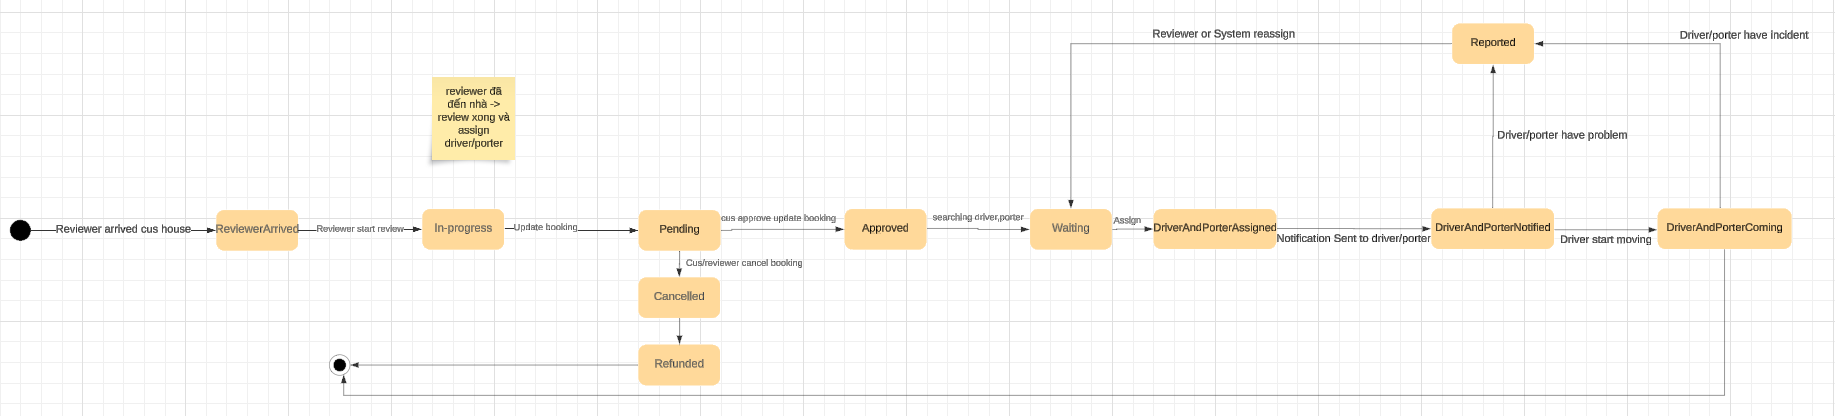 Reviewer or System reassign
Reported
Driver/porter have incident
reviewer đã
đến nhà ->
review xong và
assign
driver/porter
Driver/porter have problem
Reviewer arrived cus house
ReviewerArrived
Reviewer start review
In-progress
Update booking
Pending
cus approve update booking
Approved
searching driver,porter
Waiting
Assign
DriverAndPorterAssigned
Notification Sent to driver/porter
DriverAndPorterNotified
Driver start moving
DriverAndPorterComing
Cus/reviewer cancel booking
Cancelled
Refunded